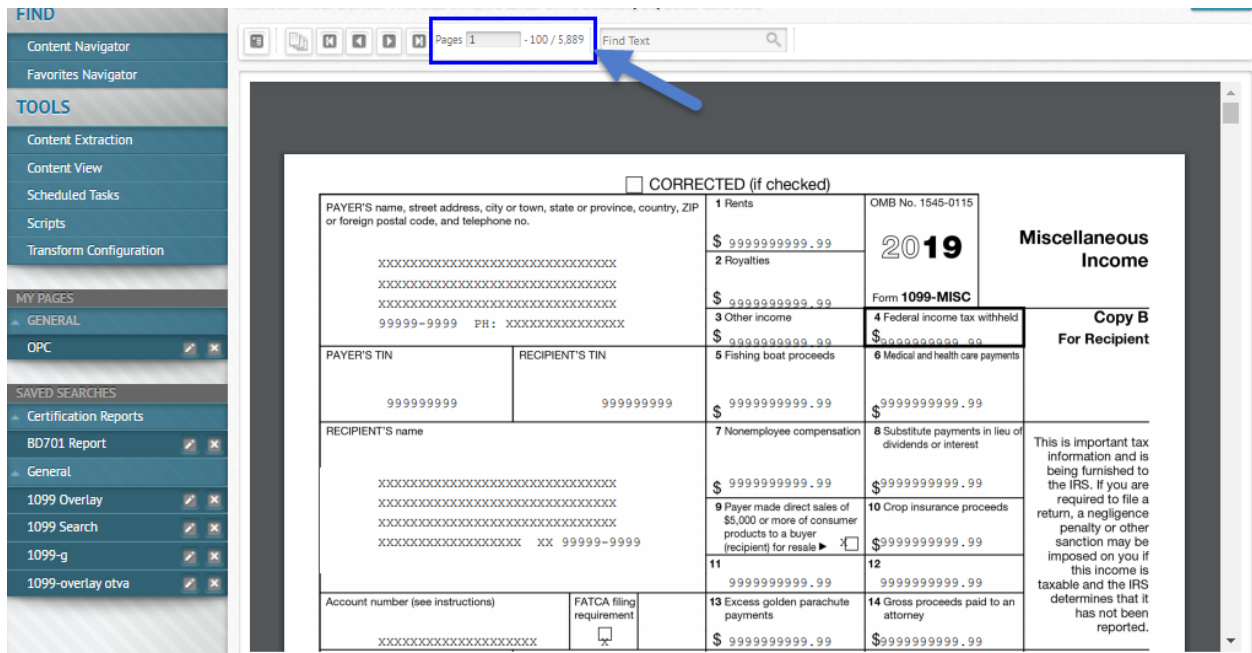 FIND
Content Navigator
Favorites Navigator
TOOLS
Content Extraction
Content View
Scheduled Tasks
Scripts
Transform Configuration
MY PAGES
GENERAL
OPC
SAVED SEARCHES
Certification Reports
BD701 Report
General
1099 Overlay
1099 Search
1099-g
1099-overlay otva
Pages 1 - 100 / 5,889 Find Text
CORRECTED (if checked)
PAYER'S name, street address, city or town, state or province, country, ZIP
or foreign postal code, and telephone no.
XXXXXXXXXXXXXXXXXXXXXXXXXXXXXX
XXXXXXXXXXXXXXXXXXXXXXXXXXXXXX
XXXXXXXXXXXXXXXXXXXXXXXXXXXXXX
99999-9999 PH: XXXXXXXXXXXXXXX
1 Rents
$ 9999999999.99
2 Royalties
$ 9999999999.99
OMB No. 1545-0115
2019
Form 1099-MISC
Miscellaneous
Income
3 Other income
$ 9999999999.99
4 Federal income tax withheld
$9999999999.99
Copy B
For Recipient
PAYER'S TIN
999999999
RECIPIENT'S TIN
999999999
5 Fishing boat proceeds
$ 9999999999.99
6 Medical and health care payments
$9999999999.99
RECIPIENT'S name
XXXXXXXXXXXXXXXXXXXXXXXXXXXXXX
XXXXXXXXXXXXXXXXXXXXXXXXXXXXXX
XXXXXXXXXXXXXXXXXXXXXXXXXXXXXX
XXXXXXXXXXXXXXXXXX XX 99999-9999
7 Nonemployee compensation
$ 9999999999.99
8 Substitute payments in lieu of
dividends or interest
$9999999999.99
9 Payer made direct sales of
$5,000 or more of consumer
products to a buyer
(recipient) for resale ▶ X
10 Crop insurance proceeds
$9999999999.99
11
9999999999.99
12
9999999999.99
Account number (see instructions)
XXXXXXXXXXXXXXXXXXXX
FATCA filing
requirement
X
13 Excess golden parachute
payments
$ 9999999999.99
14 Gross proceeds paid to an
attorney
$9999999999.99
This is important tax
information and is
being furnished to
the IRS. If you are
required to file a
return, a negligence
penalty or other
sanction may be
imposed on you if
this income is
taxable and the IRS
determines that it
has not been
reported.